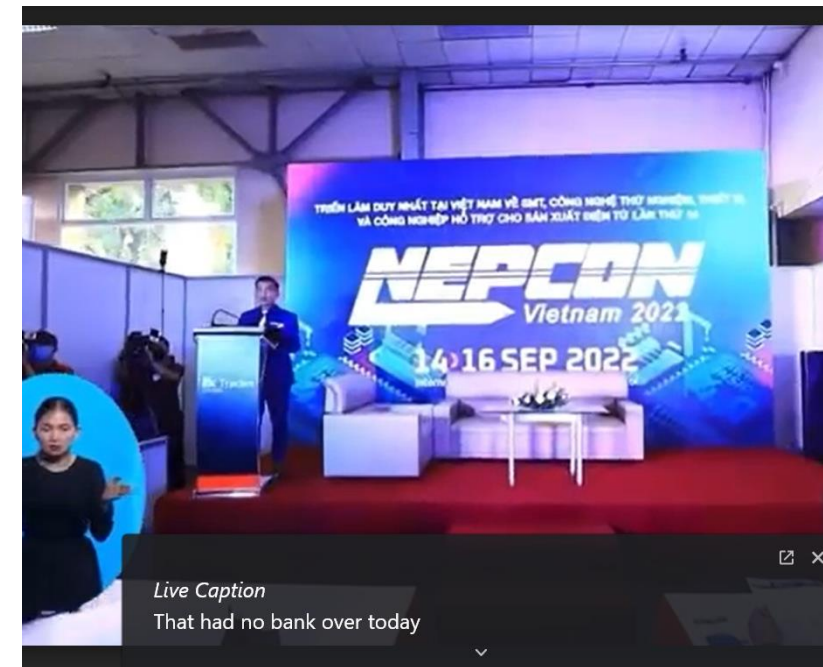 TRIỂN LÃM DUY NHẤT TẠI VIỆT NAM VỀ SMT, CÔNG NGHỆ THỬ NGHIỆM, THIẾT BỊ
VÀ CÔNG NGHIỆP HỖ TRỢ CHO SẢN XUẤT ĐIỆN TỬ LẦN THỨ
NEPCON
Vietnam 2022
14 16 SEP 2022
Tradex
Live Caption
That had no bank over today